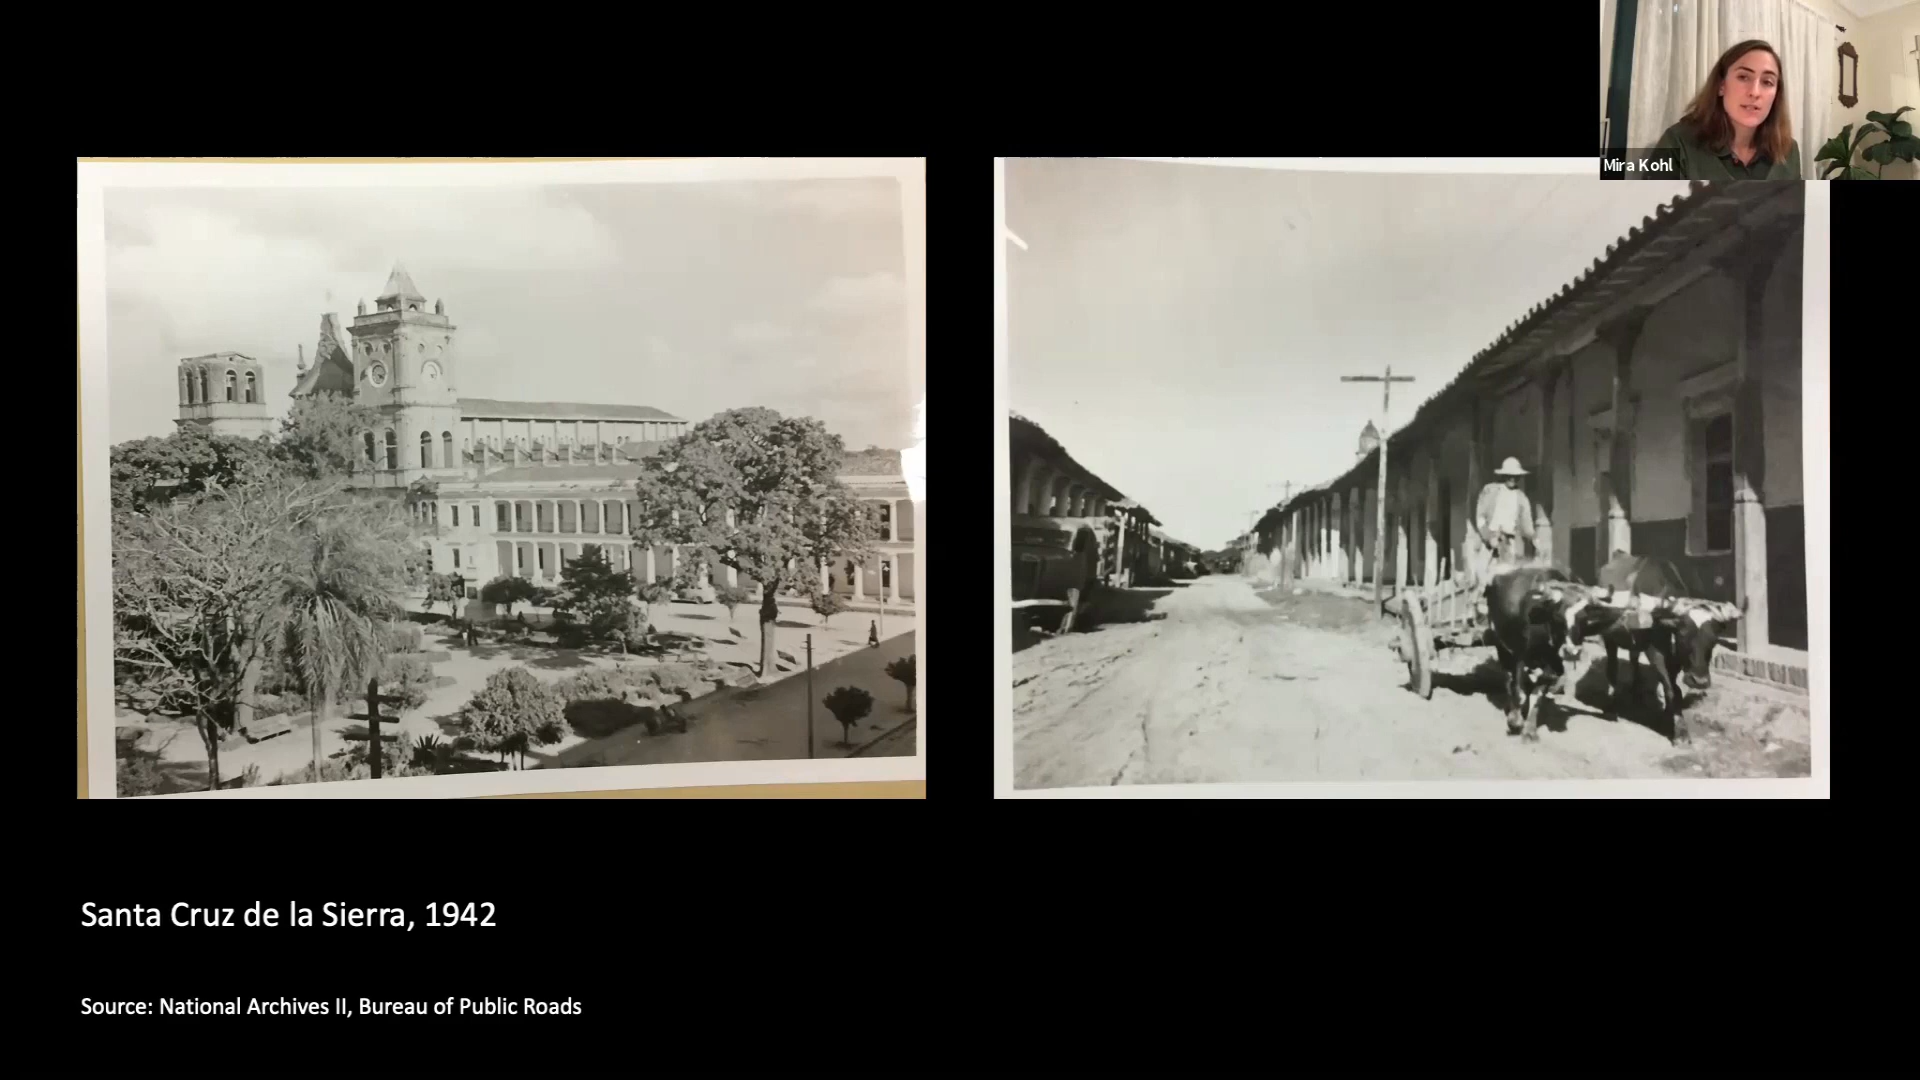 Mira Kohl
Santa Cruz de la Sierra, 1942
Source: National Archives II, Bureau of Public Roads